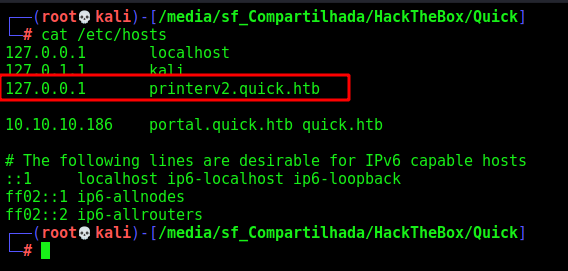 ┌──(root💀kali)-[/media/sf_Compartilhada/HackTheBox/Quick]
└─# cat /etc/hosts
127.0.0.1       localhost
127.0.1.1       kali
127.0.0.1       printerv2.quick.htb
10.10.10.186    portal.quick.htb quick.htb
# The following lines are desirable for IPv6 capable hosts
::1     localhost ip6-localhost ip6-loopback
ff02::1 ip6-allnodes
ff02::2 ip6-allrouters
┌──(root💀kali)-[/media/sf_Compartilhada/HackTheBox/Quick]
└─#